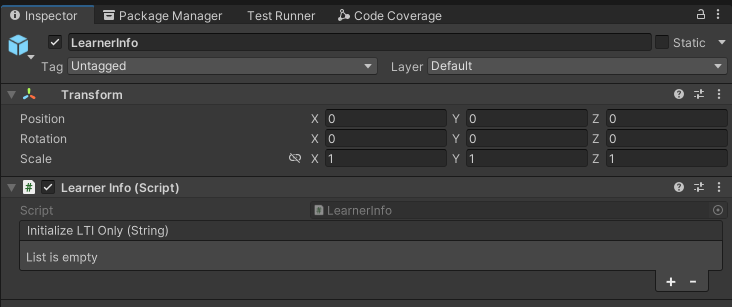 Inspector Package Manager Test Runner Code Coverage
LearnerInfo Static
Tag Untagged Layer Default
Transform
Position X 0 Y 0 Z 0
Rotation X 0 Y 0 Z 0
Scale X 1 Y 1 Z 1
# Learner Info (Script)
Script # LearnerInfo
Initialize LTI Only (String)
List is empty
+ -